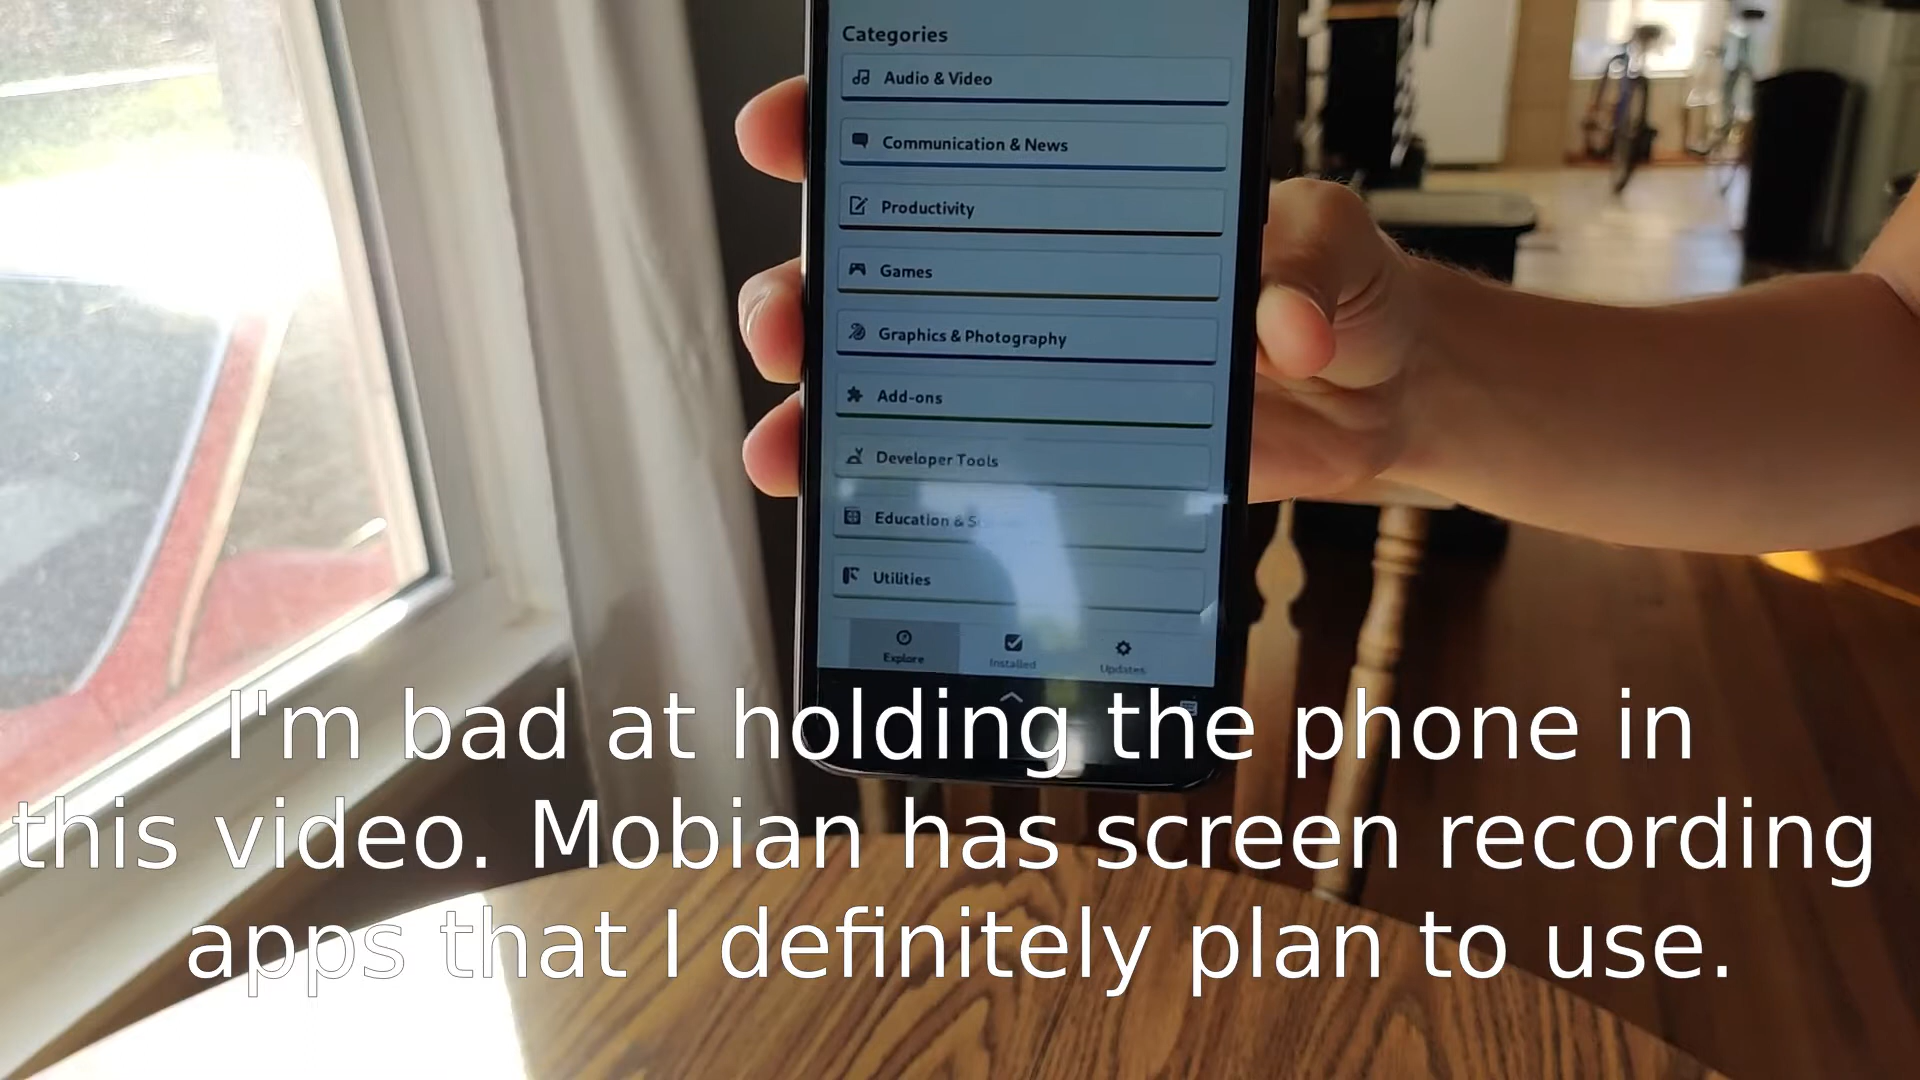 Categories
Audio & Video
Communication & News
Productivity
Games
Graphics & Photography
Add-ons
Developer Tools
Education &
Utilities
Explore
Installed
Updates
I'm bad at holding the phone in
this video. Mobian has screen recording
apps that I definitely plan to use.